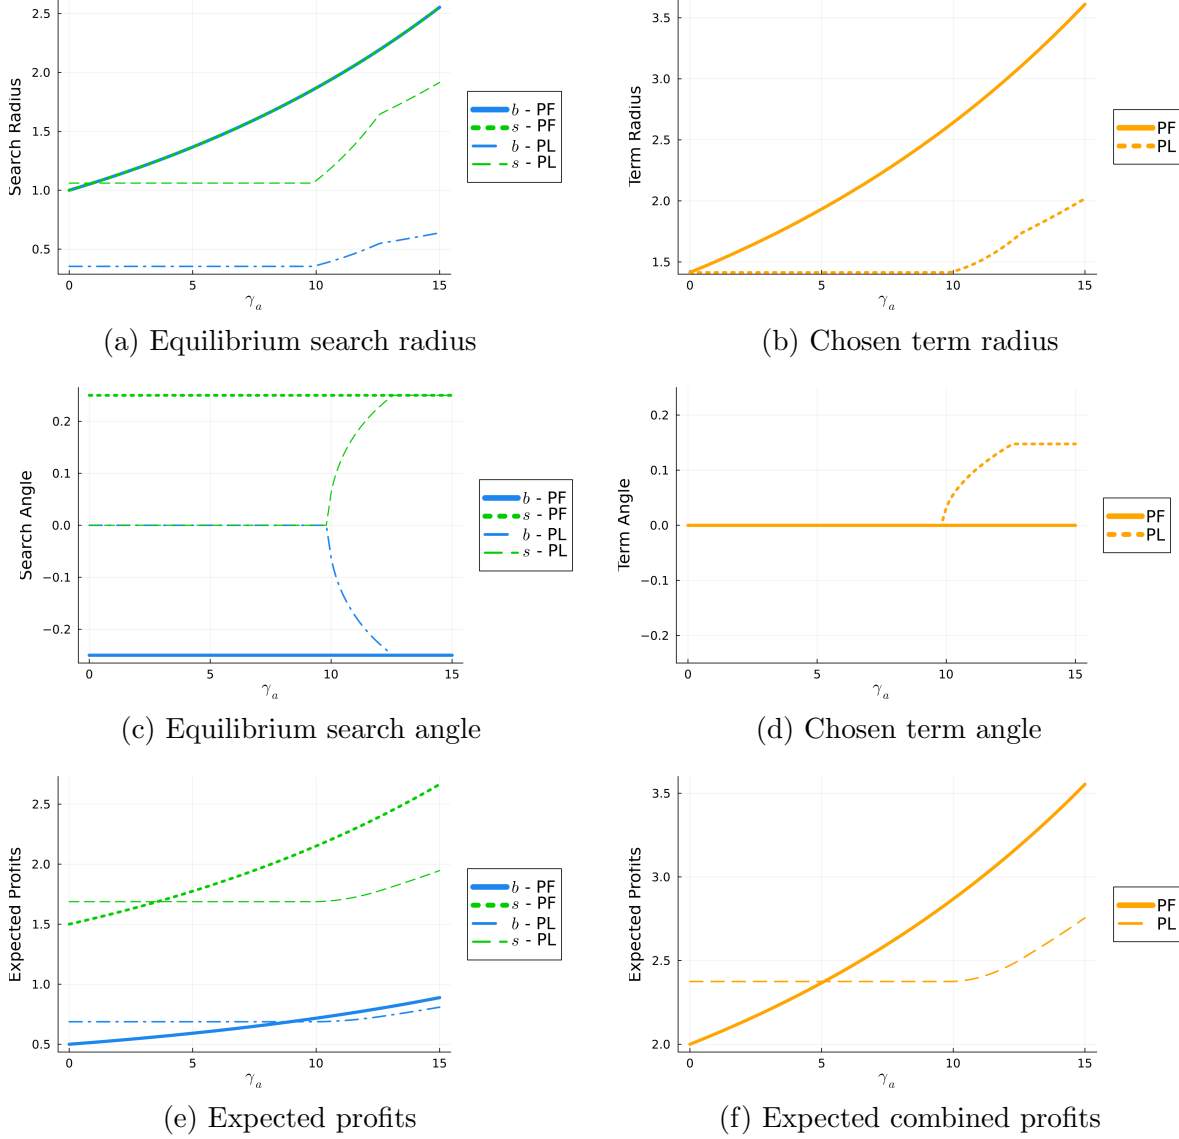 2.5
2.0
1.5
1.0
0.5
0
5
10
15
Search Radius
γa
b - PF
s - PF
b - PL
s - PL
(a) Equilibrium search radius
3.5
3.0
2.5
2.0
1.5
0
5
10
15
Term Radius
γa
PF
PL
(b) Chosen term radius
0.2
0.1
0.0
−0.1
−0.2
0
5
10
15
Search Angle
γa
b - PF
s - PF
b - PL
s - PL
(c) Equilibrium search angle
0.2
0.1
0.0
−0.1
−0.2
0
5
10
15
Term Angle
γa
PF
PL
(d) Chosen term angle
2.5
2.0
1.5
1.0
0.5
0
5
10
15
Expected Profits
γa
b - PF
s - PF
b - PL
s - PL
(e) Expected profits
3.5
3.0
2.5
2.0
0
5
10
15
Expected Profits
γa
PF
PL
(f) Expected combined profits